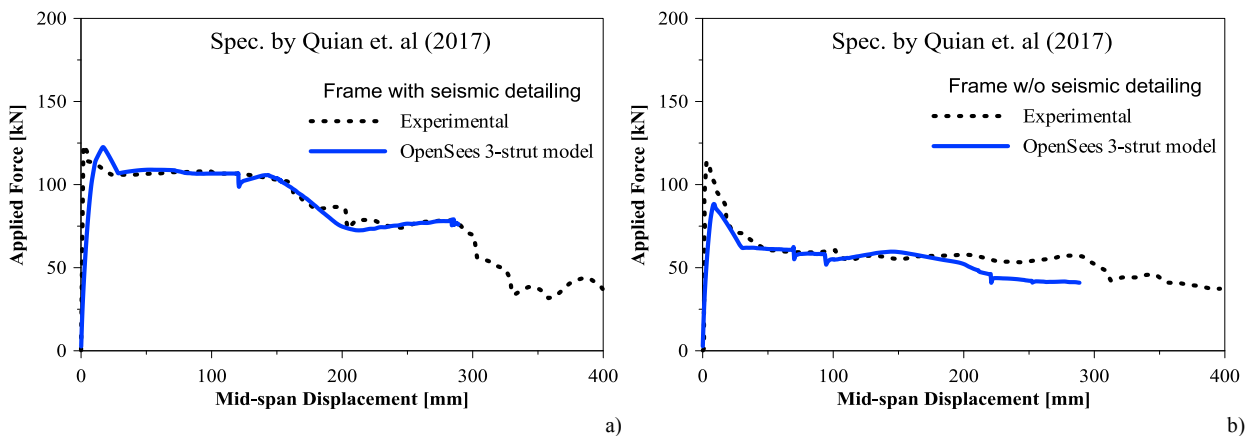 Spec. by Quian et. al (2017)
Frame with seismic detailing
Experimental
OpenSees 3-strut model
Applied Force [kN]
200
150
100
50
0
0 100 200 300 400
Mid-span Displacement [mm]
a)
Spec. by Quian et. al (2017)
Frame w/o seismic detailing
Experimental
OpenSees 3-strut model
Applied Force [kN]
200
150
100
50
0
0 100 200 300 400
Mid-span Displacement [mm]
b)